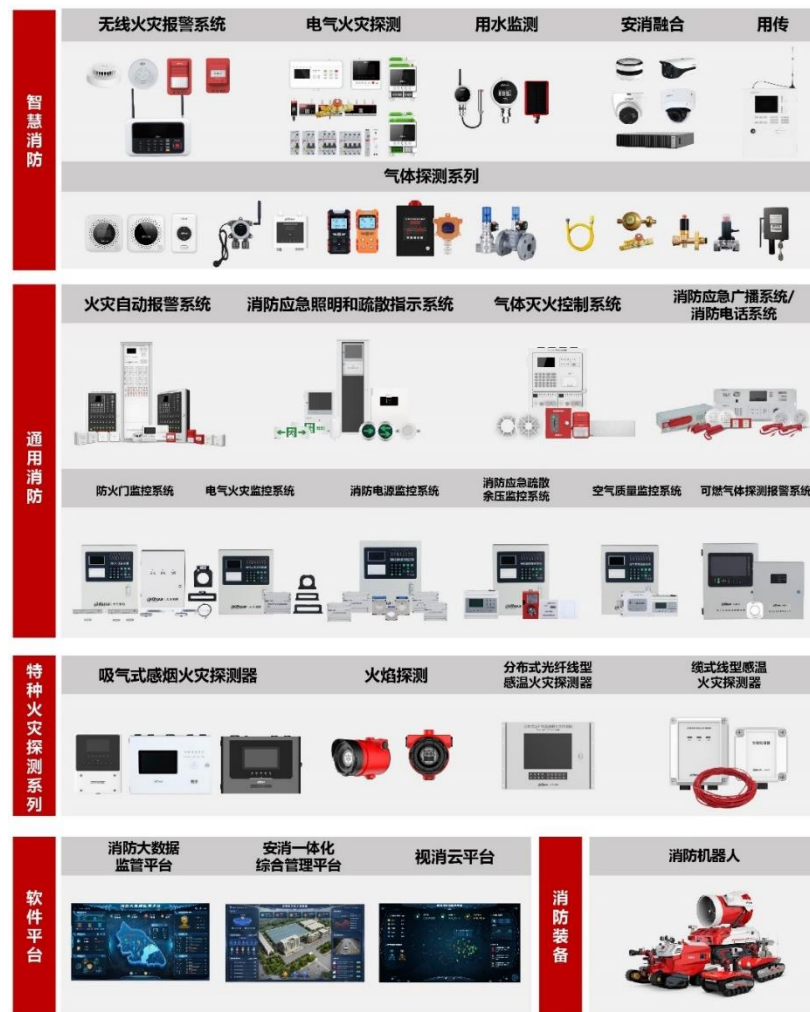 智慧消防
无线火灾报警系统
电气火灾探测
用水监测
安消融合
用传
气体探测系列
通用消防
火灾自动报警系统
消防应急照明和疏散指示系统
气体灭火控制系统
消防应急广播系统/
消防电话系统
防火门监控系统
电气火灾监控系统
消防电源监控系统
消防应急疏散
余压监控系统
空气质量监控系统
可燃气体探测报警系统
特种火灾探测系列
吸气式感烟火灾探测器
火焰探测
分布式光纤线型
感温火灾探测器
缆式线型感温
火灾探测器
软件平台
消防大数据
监管平台
安消一体化
综合管理平台
视消云平台
消防装备
消防机器人